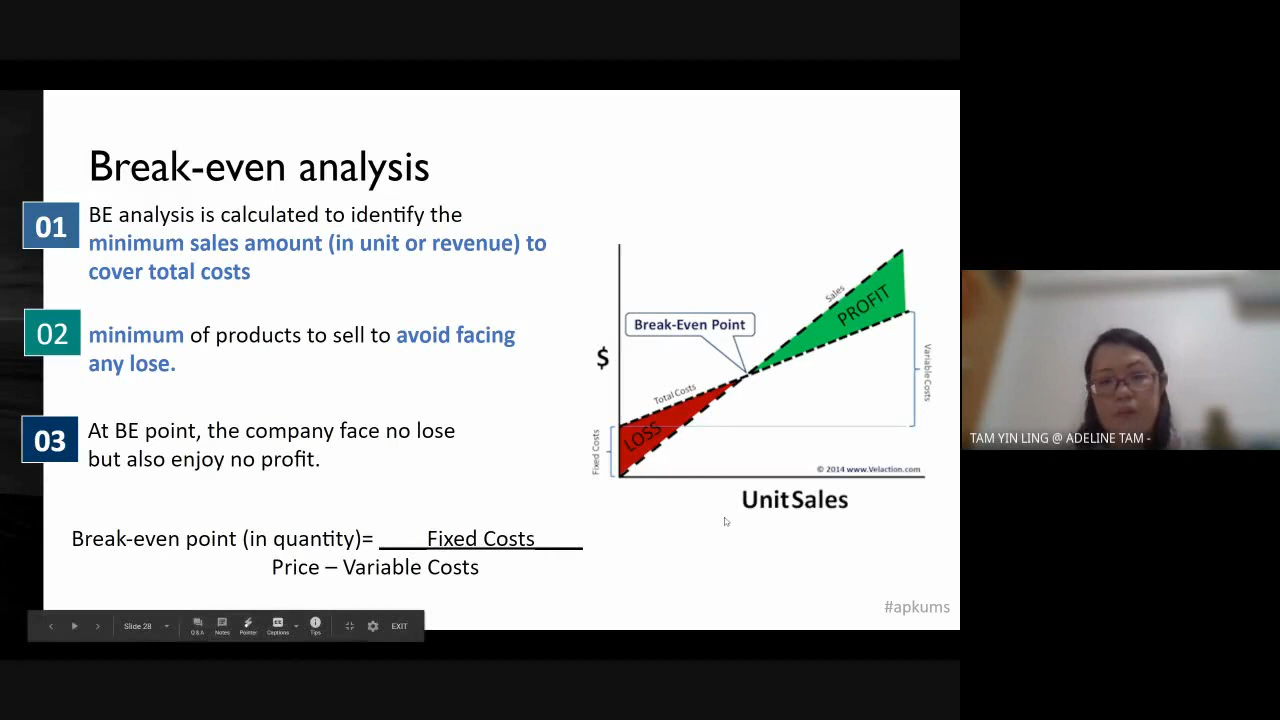 Break-even analysis
01
BE analysis is calculated to identify the
minimum sales amount (in unit or revenue) to
cover total costs
02
minimum of products to sell to avoid facing
any lose.
03
At BE point, the company face no lose
but also enjoy no profit.
Break-even point (in quantity)= ____Fixed Costs____
Price – Variable Costs
$
Break-Even Point
Sales
PROFIT
Total Costs
LOSS
Fixed Costs
Variable Costs
© 2014 www.Velaction.com
Unit Sales
#apkums
Slide 28
Q & A
Notes
Pointer
CC
Captions
Tips
EXIT
TAM YIN LING @ ADELINE TAM -